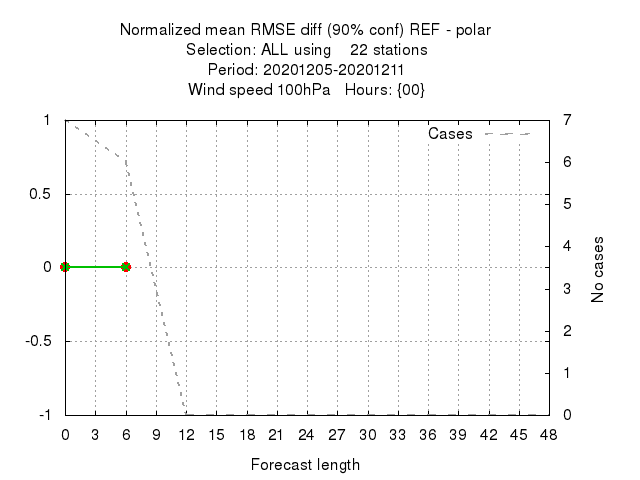 Normalized mean RMSE diff (90% conf) REF - polar
Selection: ALL using 22 stations
Period: 20201205-20201211
Wind speed 100hPa Hours: {00}
Cases
1
0.5
0
-0.5
-1
7
6
5
4
3
2
1
0
No cases
0 3 6 9 12 15 18 21 24 27 30 33 36 39 42 45 48
Forecast length